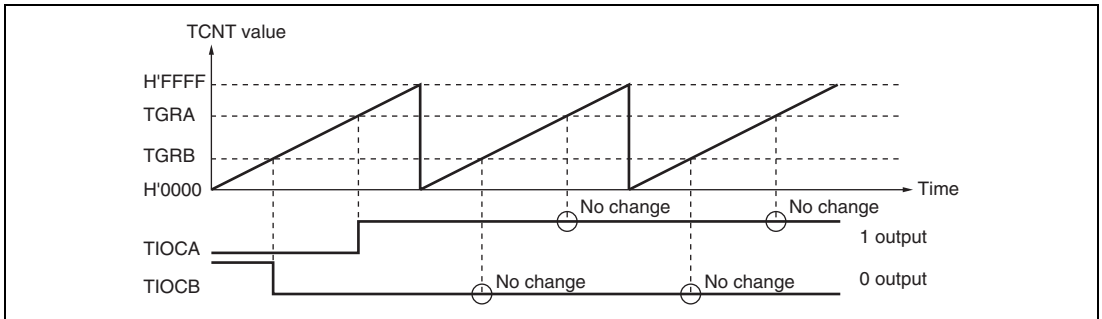 TCNT value
H'FFFF
TGRA
TGRB
H'0000
Time
No change
No change
TIOCA
1 output
No change
No change
TIOCB
0 output